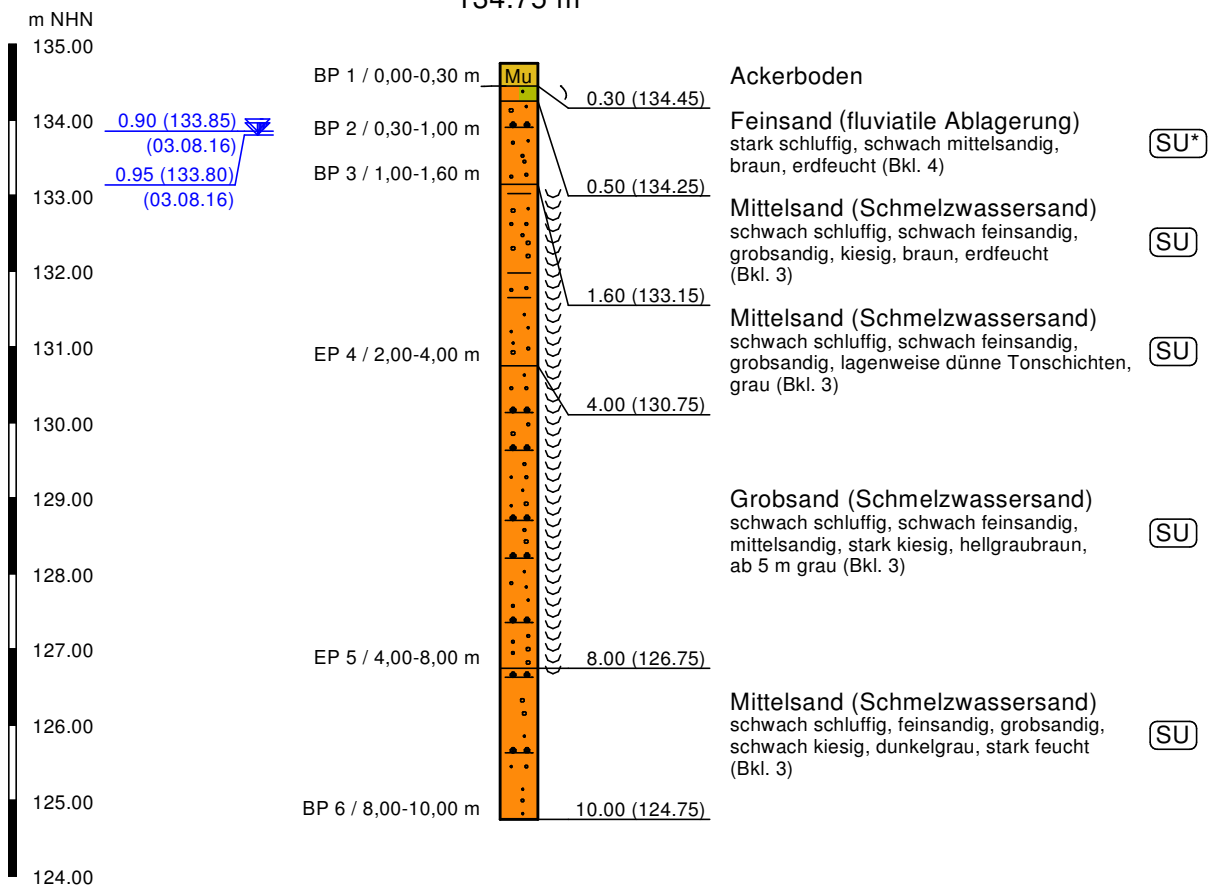 134.75 m
m NHN
135.00
134.00
133.00
132.00
131.00
130.00
129.00
128.00
127.00
126.00
125.00
124.00
0.90 (133.85)
(03.08.16)
0.95 (133.80)
(03.08.16)
BP 1 / 0,00-0,30 m
BP 2 / 0,30-1,00 m
BP 3 / 1,00-1,60 m
EP 4 / 2,00-4,00 m
EP 5 / 4,00-8,00 m
BP 6 / 8,00-10,00 m
Mu
0.30 (134.45)
0.50 (134.25)
1.60 (133.15)
4.00 (130.75)
8.00 (126.75)
10.00 (124.75)
Ackerboden
Feinsand (fluviatile Ablagerung)
stark schluffig, schwach mittelsandig,
braun, erdfeucht (Bkl. 4)
SU*
Mittelsand (Schmelzwassersand)
schwach schluffig, schwach feinsandig,
grobsandig, kiesig, braun, erdfeucht
(Bkl. 3)
SU
Mittelsand (Schmelzwassersand)
schwach schluffig, schwach feinsandig,
grobsandig, lagenweise dünne Tonschichten,
grau (Bkl. 3)
SU
Grobsand (Schmelzwassersand)
schwach schluffig, schwach feinsandig,
mittelsandig, stark kiesig, hellgraubraun,
ab 5 m grau (Bkl. 3)
SU
Mittelsand (Schmelzwassersand)
schwach schluffig, feinsandig, grobsandig,
schwach kiesig, dunkelgrau, stark feucht
(Bkl. 3)
SU